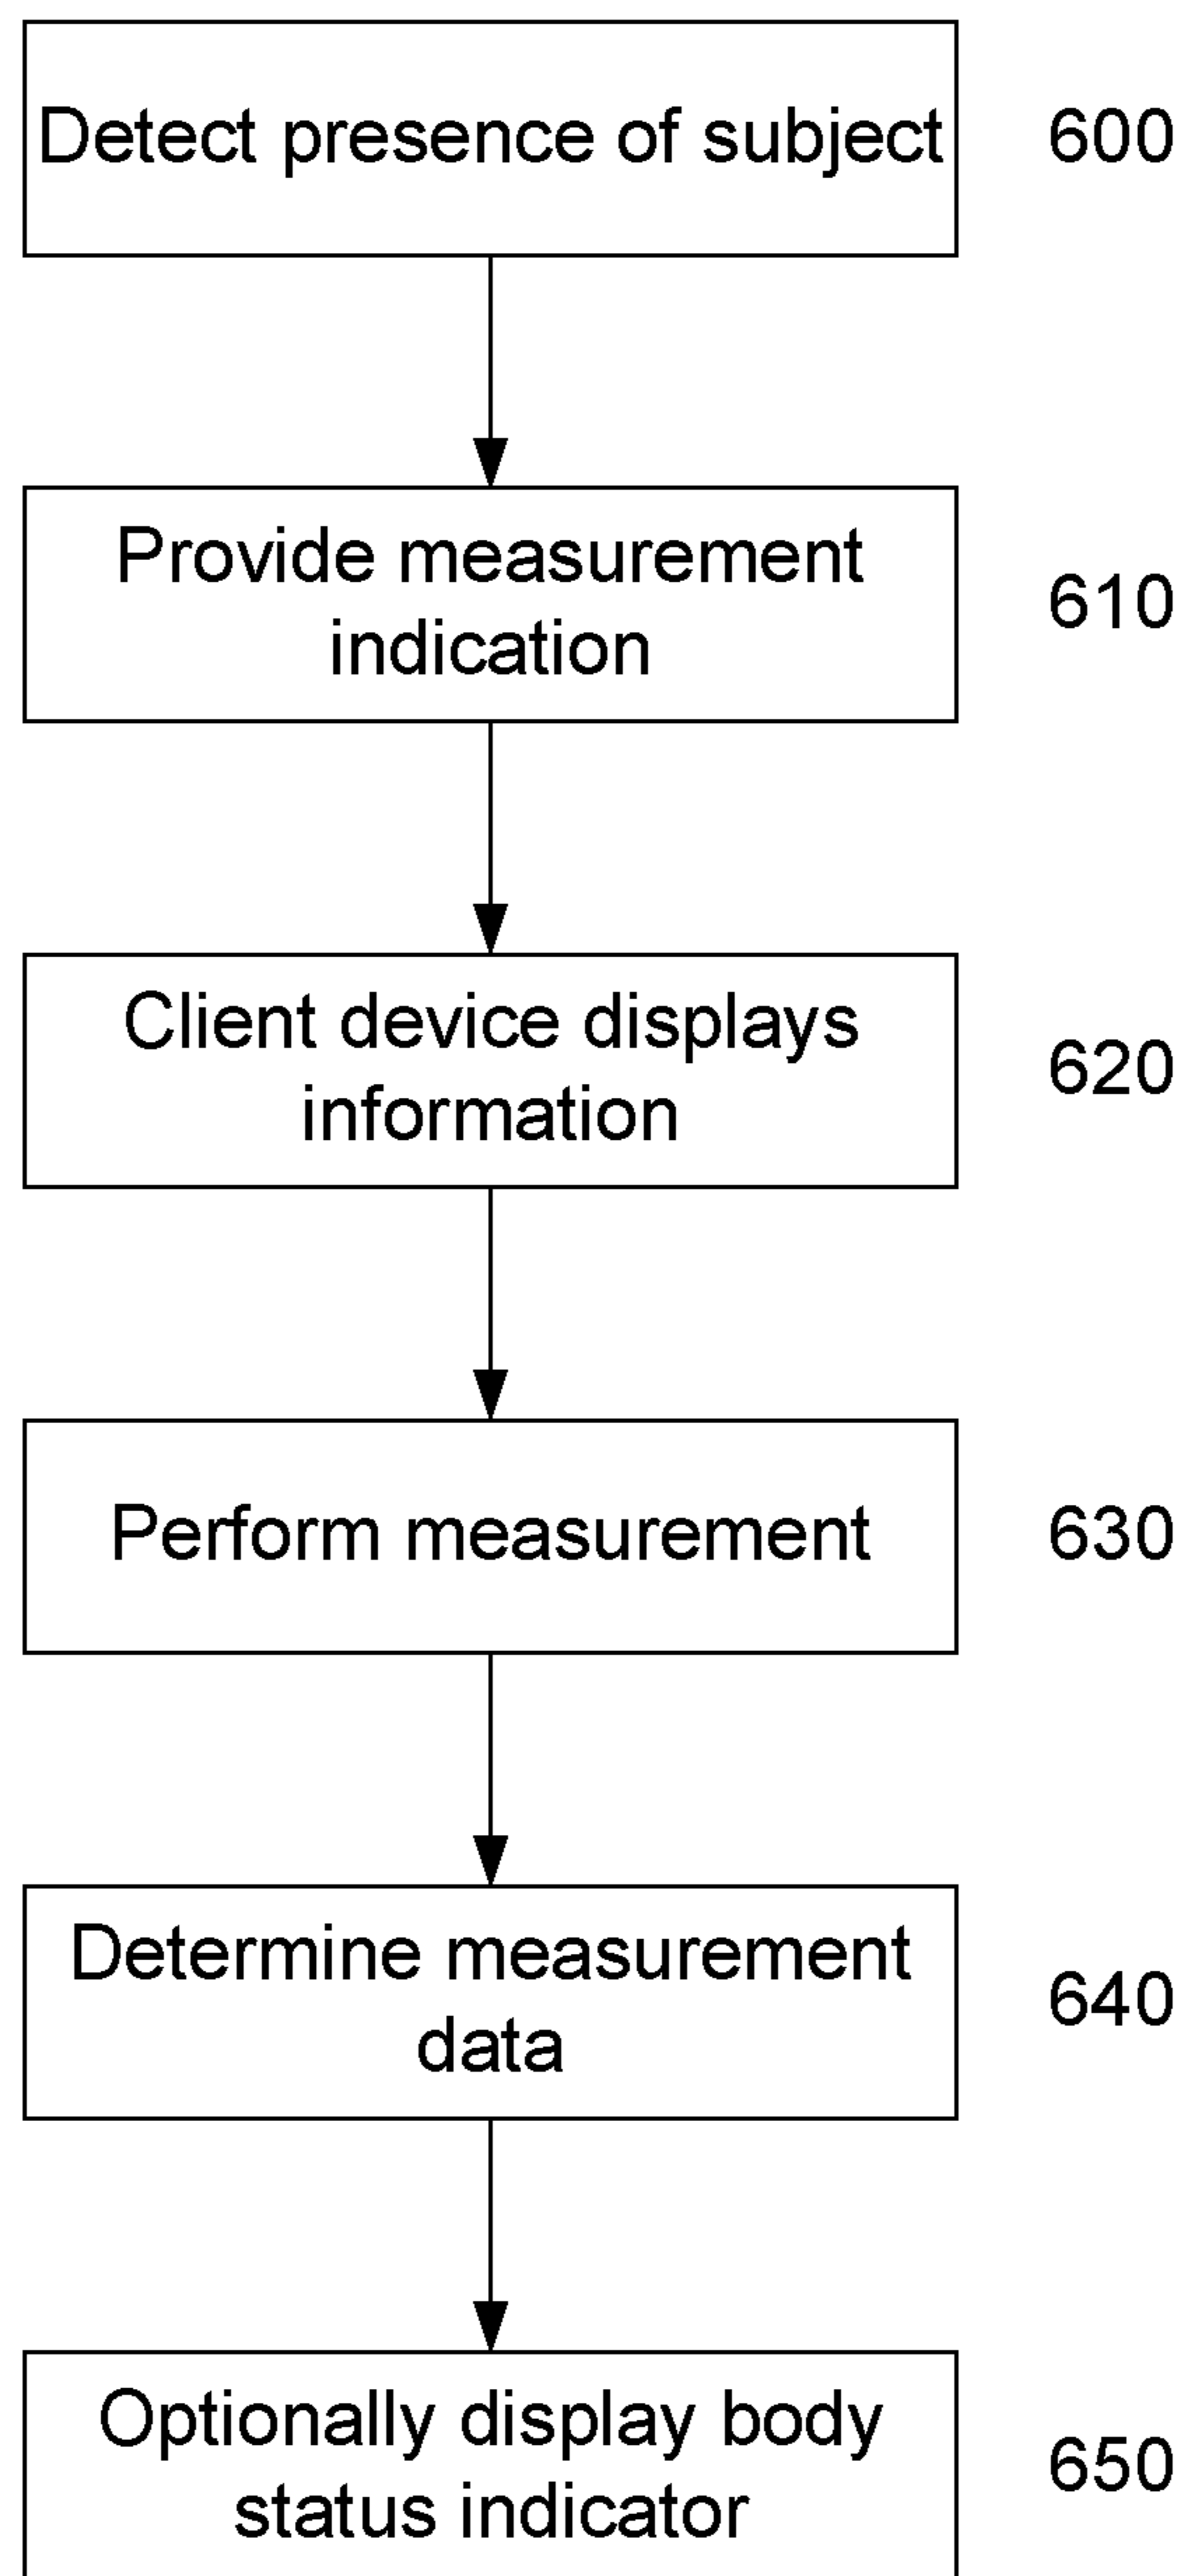 Detect presence of subject
600
Provide measurement
indication
610
Client device displays
information
620
Perform measurement
630
Determine measurement
data
640
Optionally display body
status indicator
650